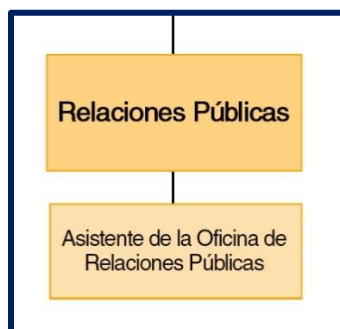 Relaciones Públicas
Asistente de la Oficina de
Relaciones Públicas